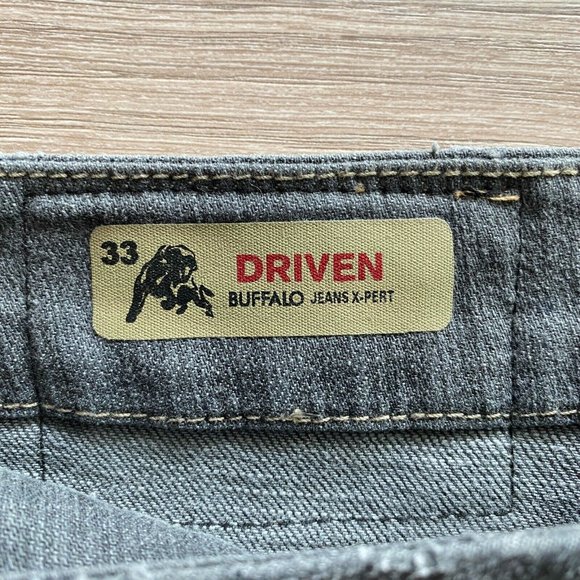 33
DRIVEN
BUFFALO JEANS X-PERT